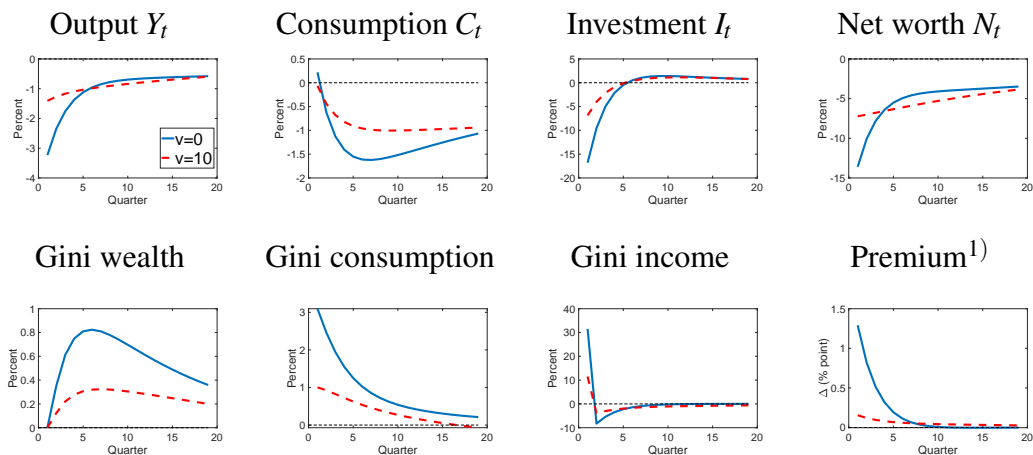 Output Y_t
Consumption C_t
Investment I_t
Net worth N_t
0
-1
-2
-3
-4
Percent
0 5 10 15 20
Quarter
v=0
v=10
0.5
0
-0.5
-1
-1.5
-2
Percent
0 5 10 15 20
Quarter
5
0
-5
-10
-15
-20
Percent
0 5 10 15 20
Quarter
0
-5
-10
-15
Percent
0 5 10 15 20
Quarter
Gini wealth
Gini consumption
Gini income
Premium¹⁾
1
0.8
0.6
0.4
0.2
0
Percent
0 5 10 15 20
Quarter
3
2
1
0
Percent
0 5 10 15 20
Quarter
40
30
20
10
0
-10
Percent
0 5 10 15 20
Quarter
1.5
1
0.5
0
Δ (% point)
0 5 10 15 20
Quarter